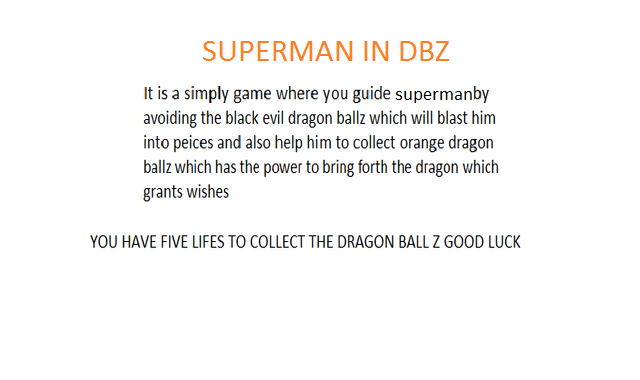 SUPERMAN IN DBZ
It is a simply game where you guide supermanby
avoiding the black evil dragon ballz which will blast him
into peices and also help him to collect orange dragon
ballz which has the power to bring forth the dragon which
grants wishes
YOU HAVE FIVE LIFES TO COLLECT THE DRAGON BALL Z GOOD LUCK